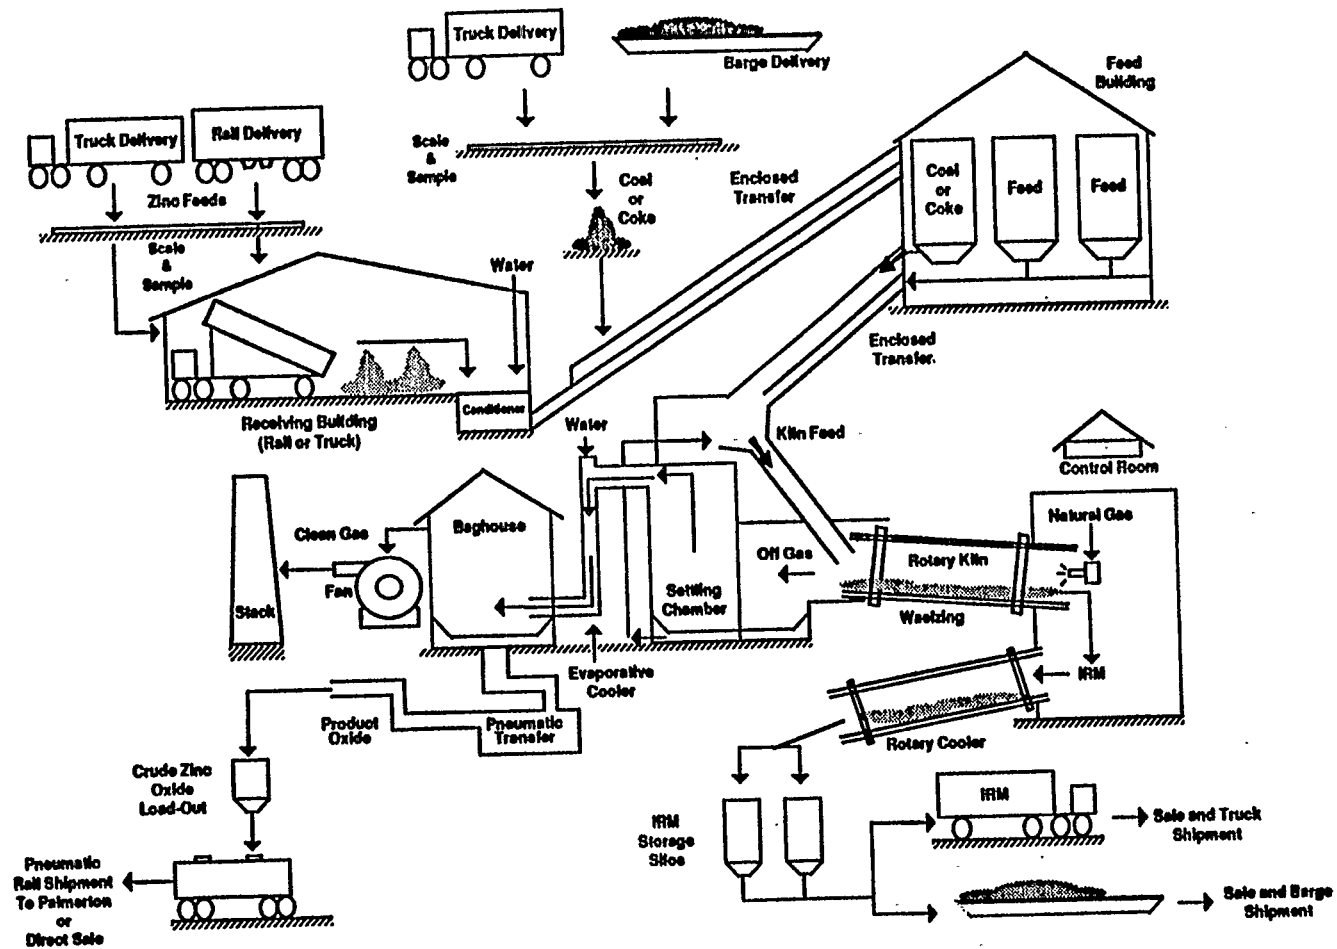 Truck Delivery
Barge Delivery
Feed
Building
Truck Delivery
Rail Delivery
Scale
&
Sample
Coal
or
Coke
Enclosed
Transfer
Coal
or
Coke
Feed
Feed
Zinc Feeds
Scale
&
Sample
Water
Enclosed
Transfer.
Conditioner
Receiving Building
(Rail or Truck)
Water
Kiln Feed
Control Room
Natural Gas
Baghouse
Clean Gas
Off Gas
Rotary Kiln
Fan
Stack
Settling
Chamber
Waelzing
Evaporative
Cooler
IRM
Product
Oxide
Pneumatic
Transfer
Rotary Cooler
Crude Zinc
Oxide
Load-Out
IRM
Storage
Silos
IRM
Sale and Truck
Shipment
Pneumatic
Rail Shipment
To Palmerton
or
Direct Sale
Sale and Barge
Shipment